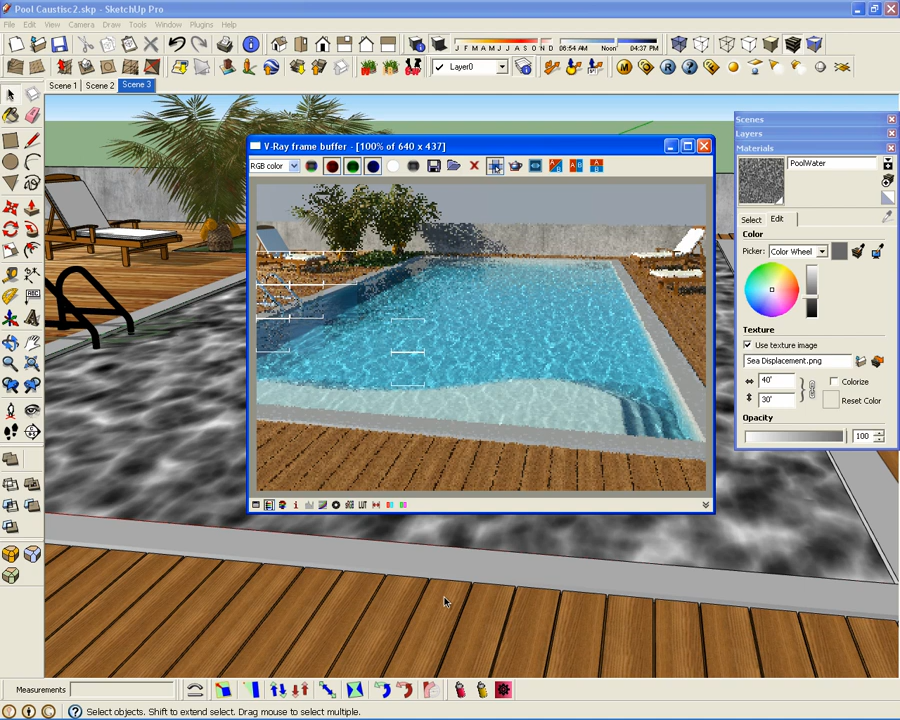 Pool Caustisc2.skp - SketchUp Pro
File Edit View Camera Draw Tools Window Plugins Help
J F M A M J J A S O N D 06:54 AM Noon 04:37 PM
Layer0
Scene 1 Scene 2 Scene 3
V-Ray frame buffer - [100% of 640 x 437]
RGB color
Scenes
Layers
Materials
PoolWater
Select Edit
Color
Picker: Color Wheel
Texture
Use texture image
Sea Displacement.png
40'
Colorize
30'
Reset Color
Opacity
100
LUT
Measurements
Select objects. Shift to extend select. Drag mouse to select multiple.